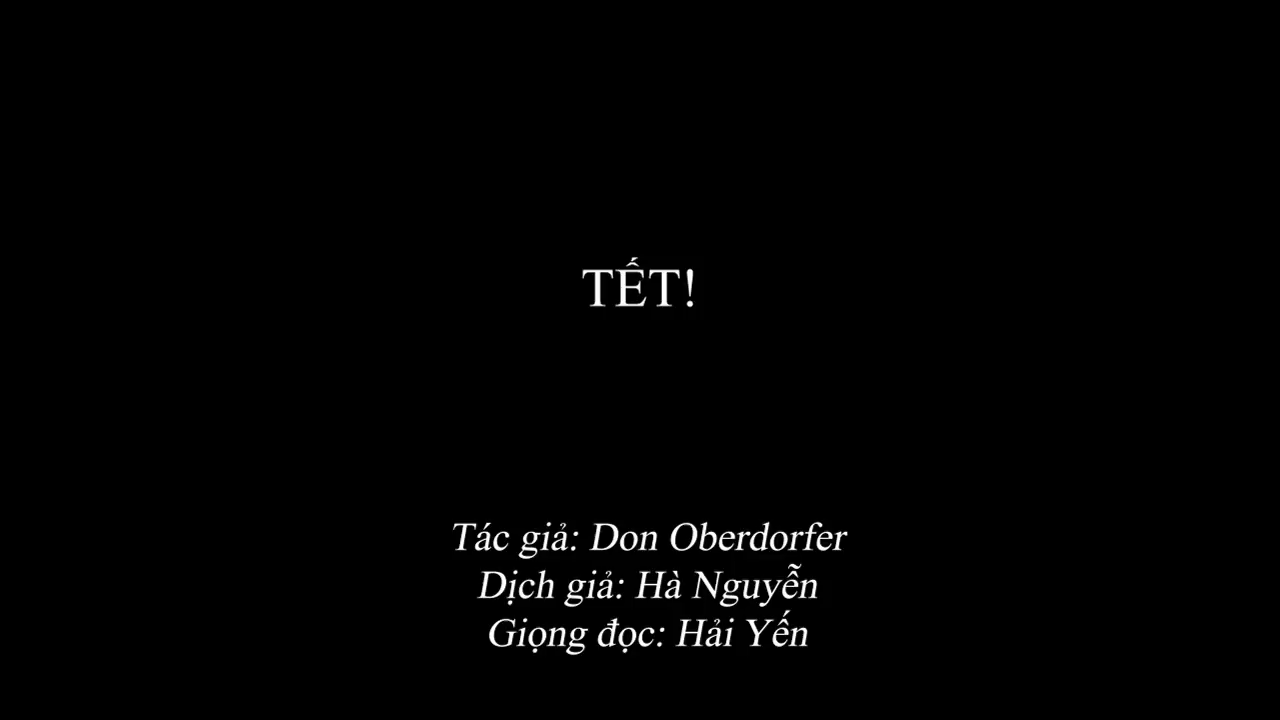 TẾT!
Tác giả: Don Oberdorfer
Dịch giả: Hà Nguyễn
Giọng đọc: Hải Yến